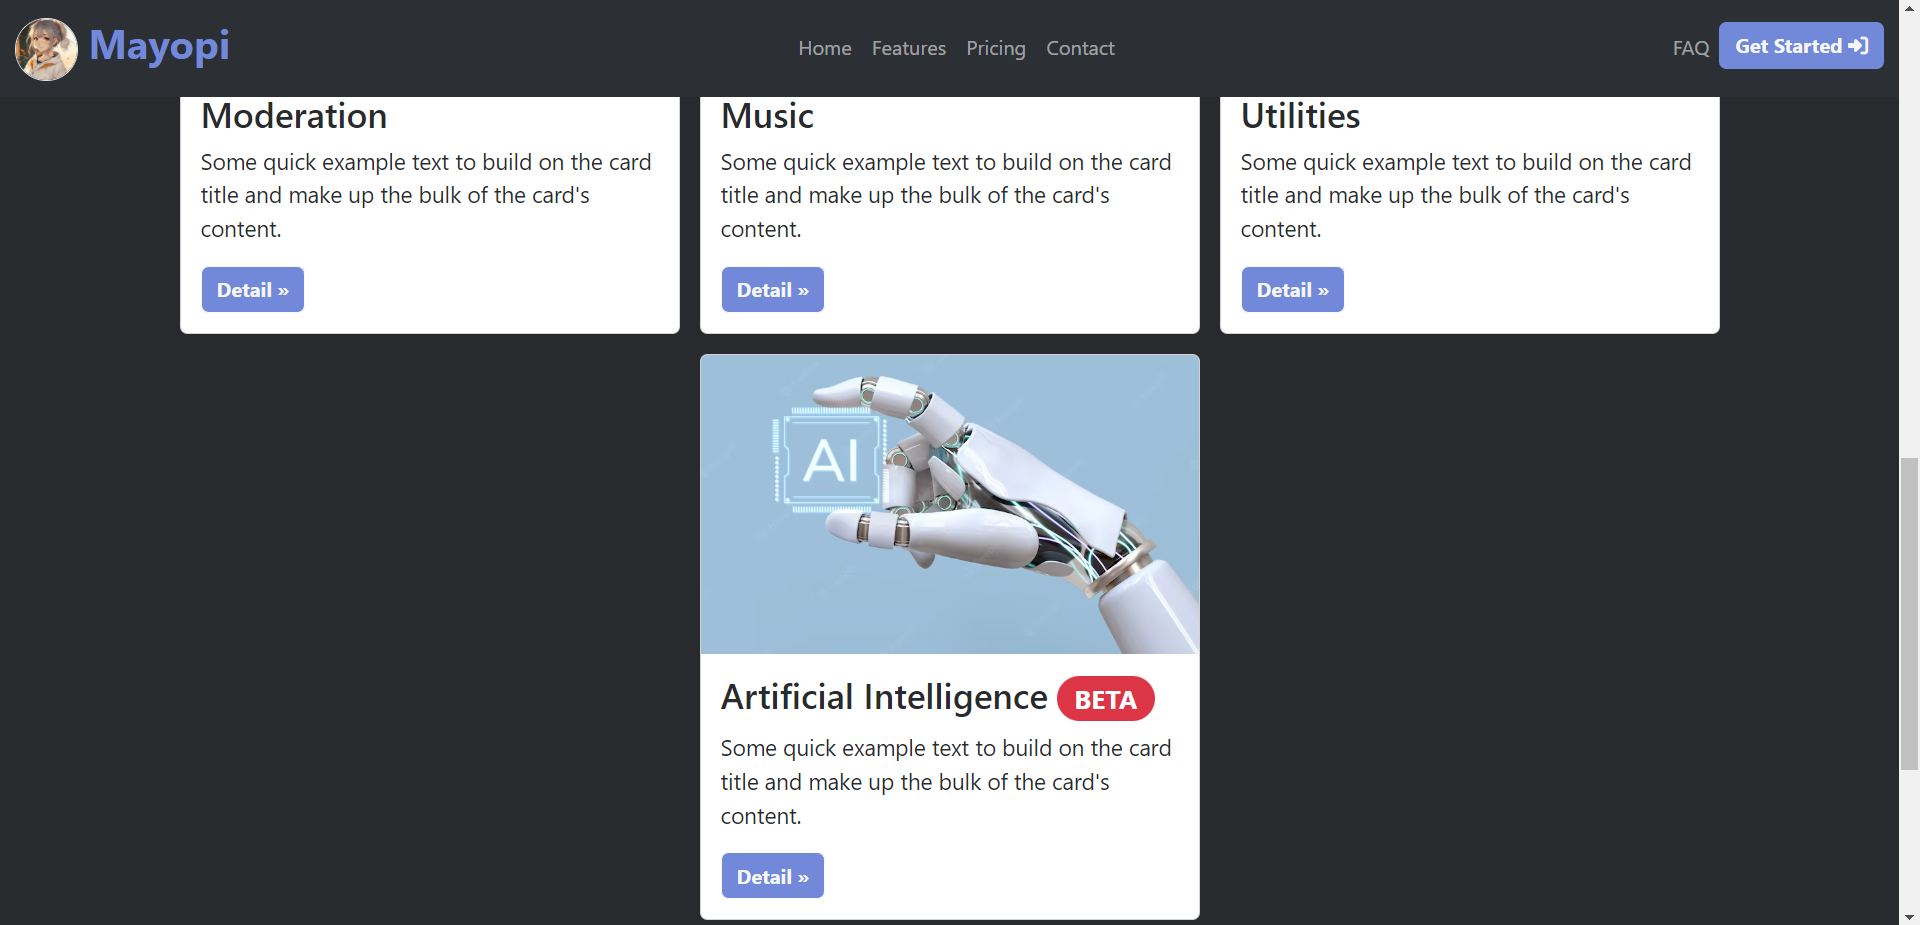 Mayopi
Home Features Pricing Contact
FAQ Get Started
Moderation
Some quick example text to build on the card
title and make up the bulk of the card's
content.
Detail »
Music
Some quick example text to build on the card
title and make up the bulk of the card's
content.
Detail »
Utilities
Some quick example text to build on the card
title and make up the bulk of the card's
content.
Detail »
AI
Artificial Intelligence BETA
Some quick example text to build on the card
title and make up the bulk of the card's
content.
Detail »